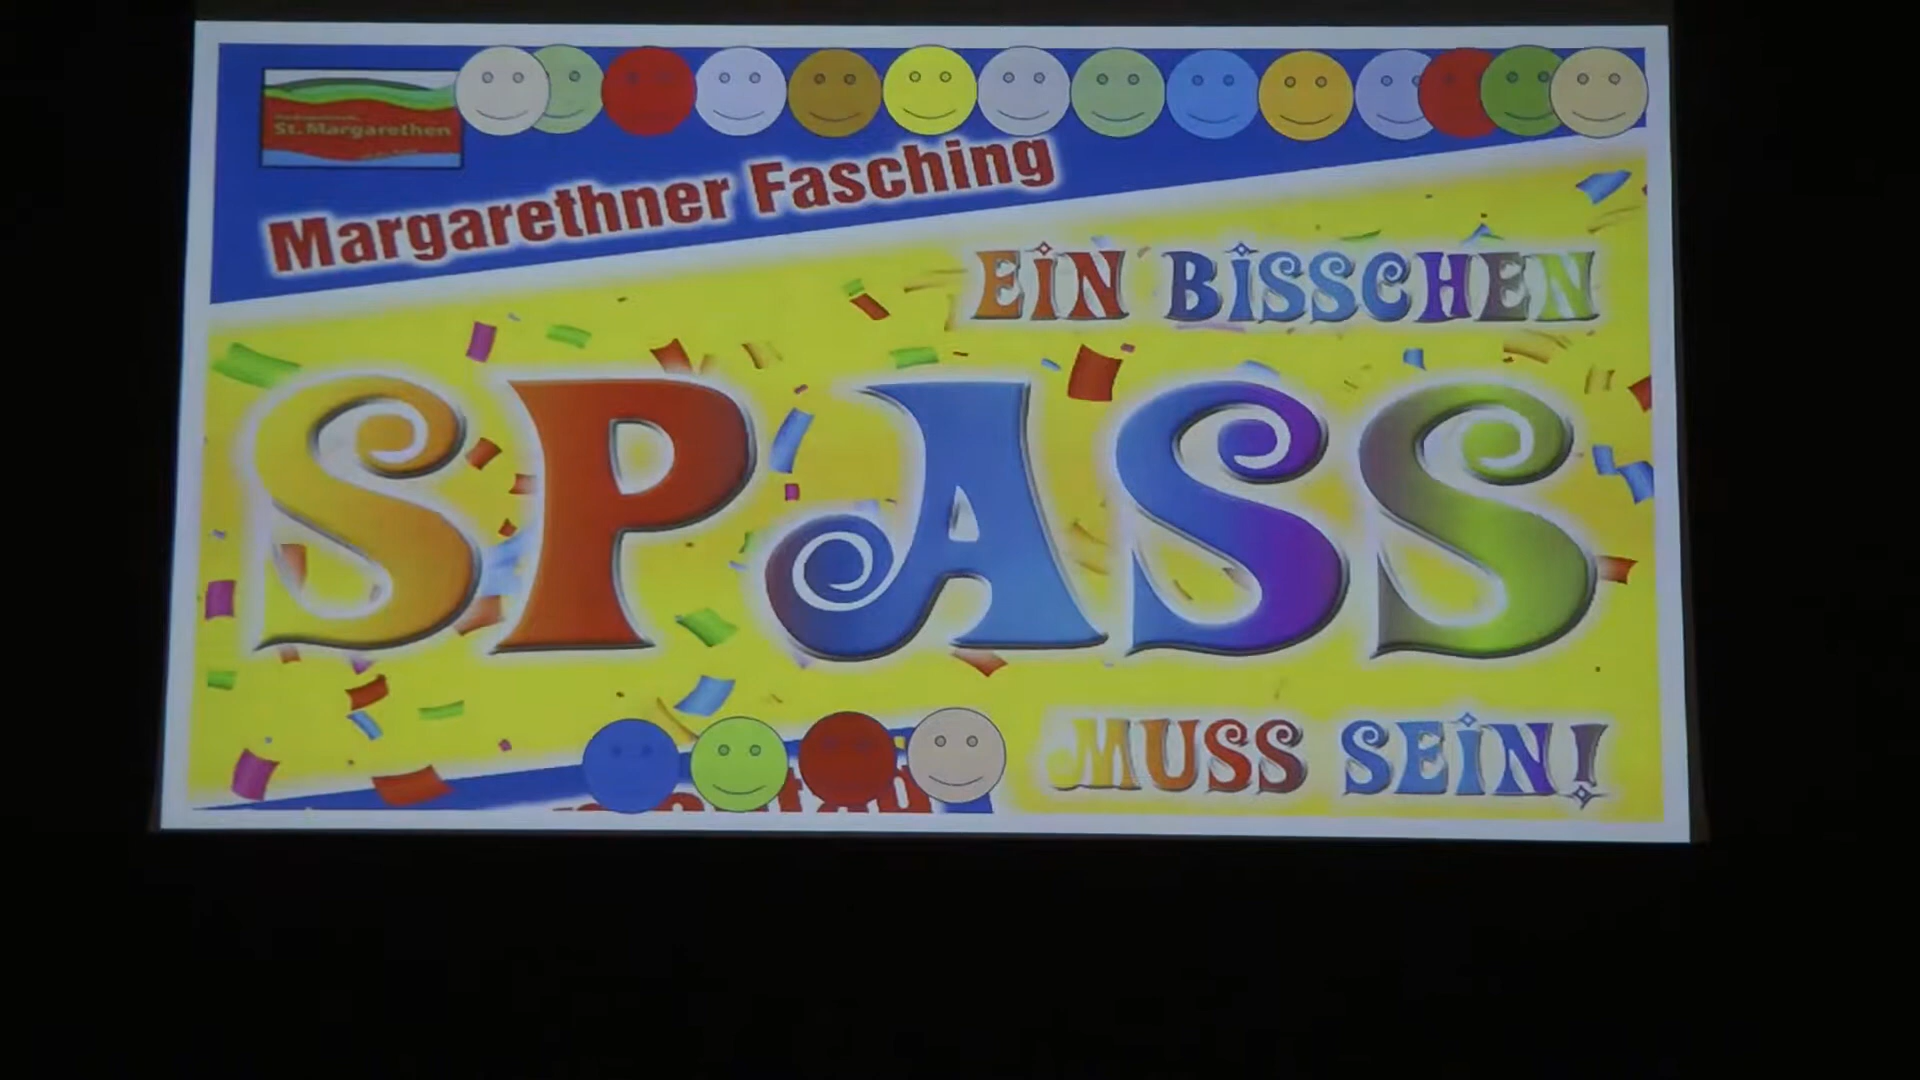 St. Margarethen
Margarethner Fasching
EIN BISSCHEN
SPASS
MUSS SEIN!